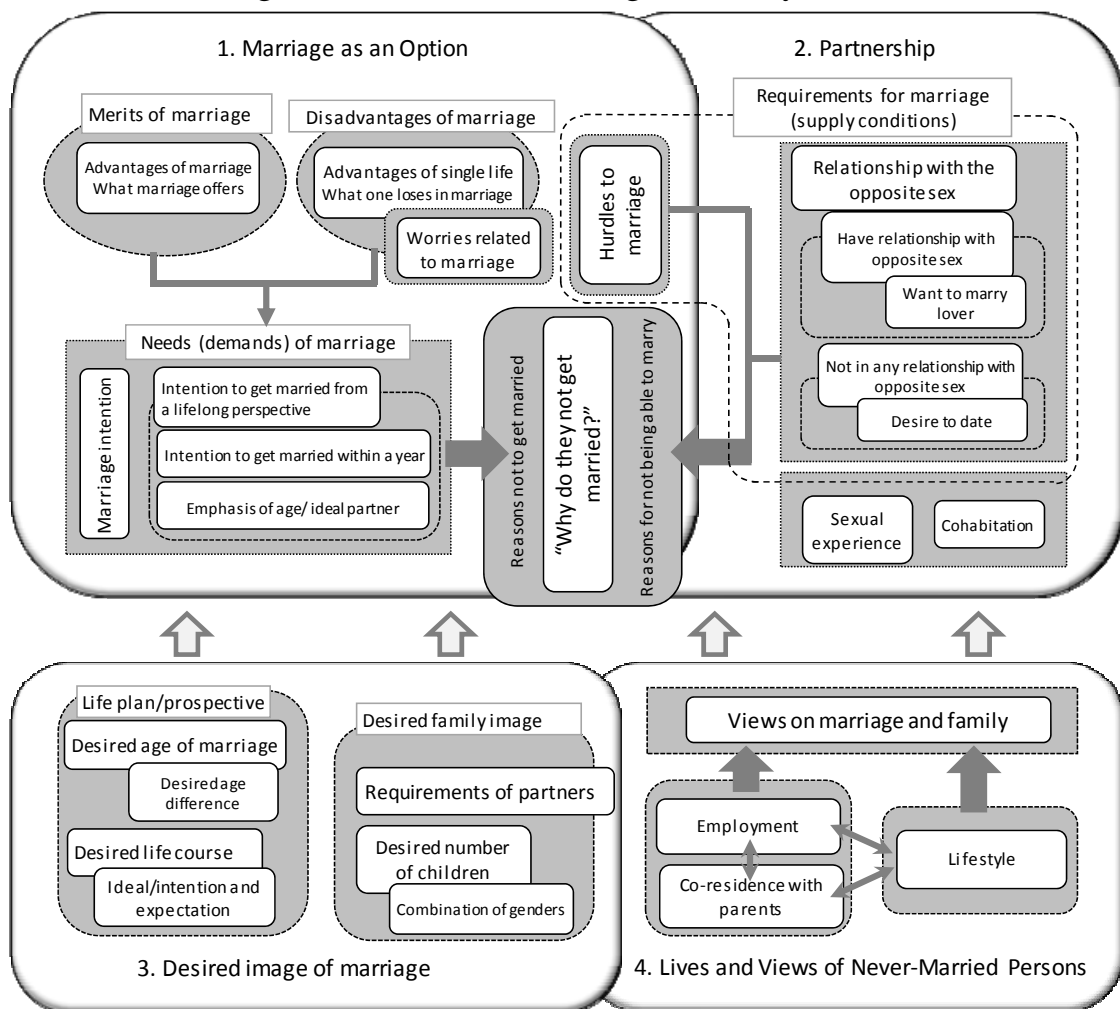 1. Marriage as an Option
Merits of marriage
Advantages of marriage
What marriage offers
Disadvantages of marriage
Advantages of single life
What one loses in marriage
Worries related
to marriage
Needs (demands) of marriage
Marriage intention
Intention to get married from
a lifelong perspective
Intention to get married within a year
Emphasis of age/ ideal partner
Reasons not to get married
"Why do they not get
married?"
Reasons for not being able to marry
2. Partnership
Requirements for marriage
(supply conditions)
Hurdles to
marriage
Relationship with the
opposite sex
Have relationship with
opposite sex
Want to marry
lover
Not in any relationship with
opposite sex
Desire to date
Sexual
experience
Cohabitation
Life plan/prospective
Desired age of marriage
Desired age
difference
Desired life course
Ideal/intention and
expectation
Desired family image
Requirements of partners
Desired number
of children
Combination of genders
3. Desired image of marriage
Views on marriage and family
Employment
Co-residence with
parents
Lifestyle
4. Lives and Views of Never-Married Persons